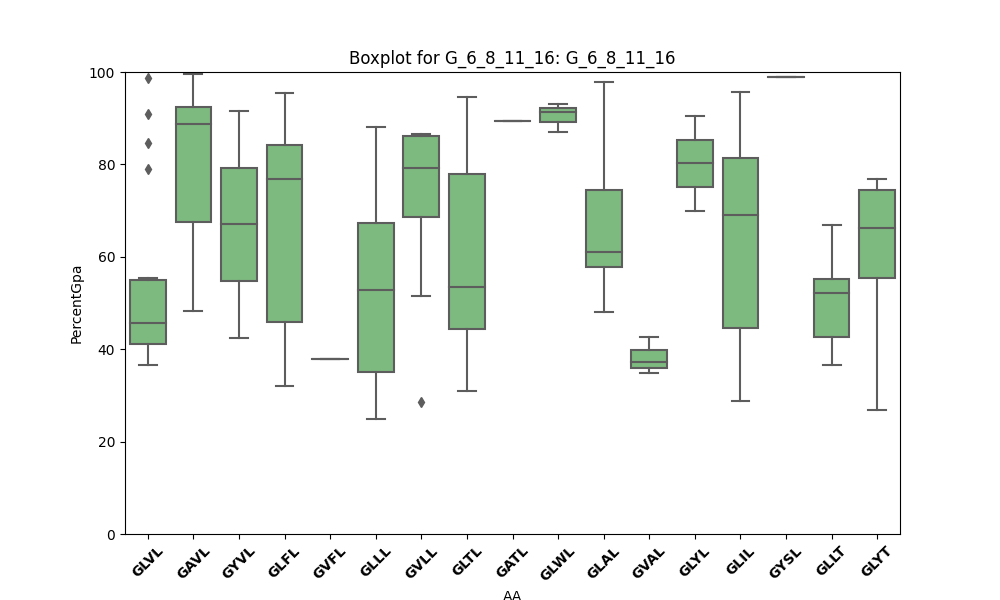 Boxplot for G_6_8_11_16: G_6_8_11_16
100
80
60
40
20
0
PercentGpa
GLVL GAVL GYVL GLFL GVFL GLLL GVLL GLTL GATL GLWL GLAL GVAL GLYL GLIL GYSL GLLT GLYT
AA